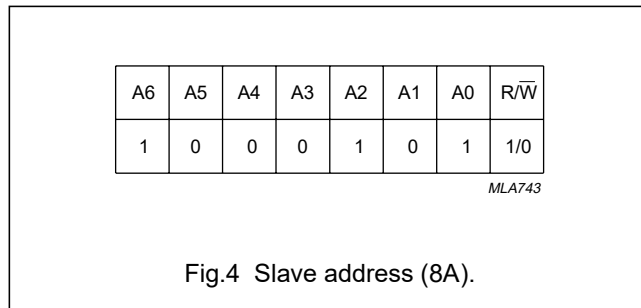 A6 A5 A4 A3 A2 A1 A0 R/W̅
1 0 0 0 1 0 1 1/0
MLA743
Fig.4 Slave address (8A).